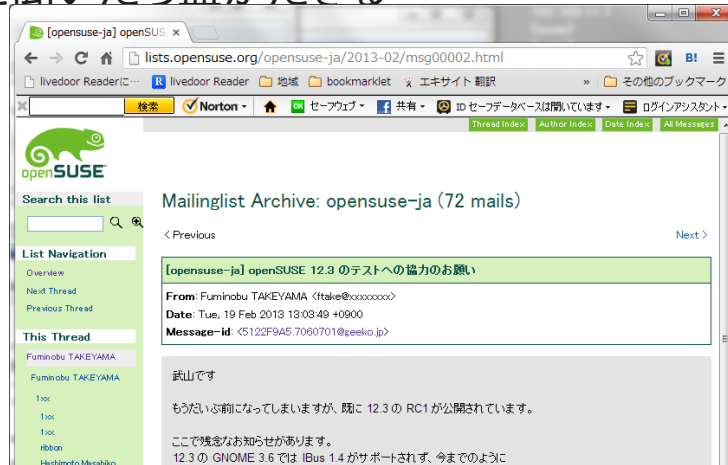 [opensuse-ja] openSUS ×
lists.opensuse.org/opensuse-ja/2013-02/msg00002.html
B!
livedoor Readerに…
livedoor Reader
地域
bookmarklet
エキサイト 翻訳
»
その他のブックマーク
検索
Norton
OK
セーフウェブ
共有
ID セーフデータベースは開いています
ログインアシスタント
Thread Index
Author Index
Date Index
All Messages
openSUSE
Search this list
Mailinglist Archive: opensuse-ja (72 mails)
< Previous
Next >
List Navigation
Overview
Next Thread
Previous Thread
[opensuse-ja] openSUSE 12.3 のテストへの協力のお願い
From: Fuminobu TAKEYAMA <ftake@xxxxxxxx>
Date: Tue, 19 Feb 2013 13:03:49 +0900
Message-id: <5122F9A5.7060701@geeko.jp>
This Thread
Fuminobu TAKEYAMA
Fuminobu TAKEYAMA
1xx
1xx
1xx
ribbon
Hashimoto Masahiko
武山です
もうだいぶ前になってしまいますが、既に 12.3 の RC1 が公開されています。
ここで残念なお知らせがあります。
12.3 の GNOME 3.6 では IBus 1.4 がサポートされず、今までのように